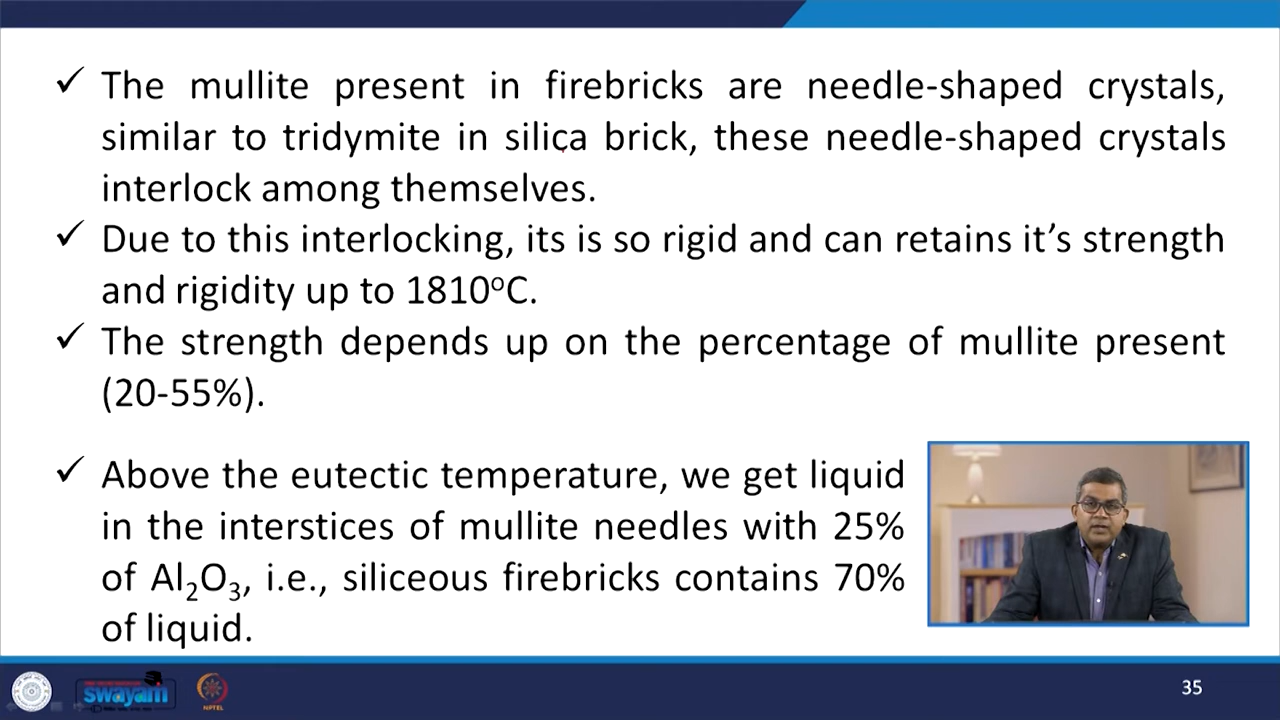 ✓ The mullite present in firebricks are needle-shaped crystals,
similar to tridymite in silica brick, these needle-shaped crystals
interlock among themselves.
✓ Due to this interlocking, its is so rigid and can retains it’s strength
and rigidity up to 1810ᵒC.
✓ The strength depends up on the percentage of mullite present
(20-55%).
✓ Above the eutectic temperature, we get liquid
in the interstices of mullite needles with 25%
of Al₂O₃, i.e., siliceous firebricks contains 70%
of liquid.
swayam
NPTEL
35